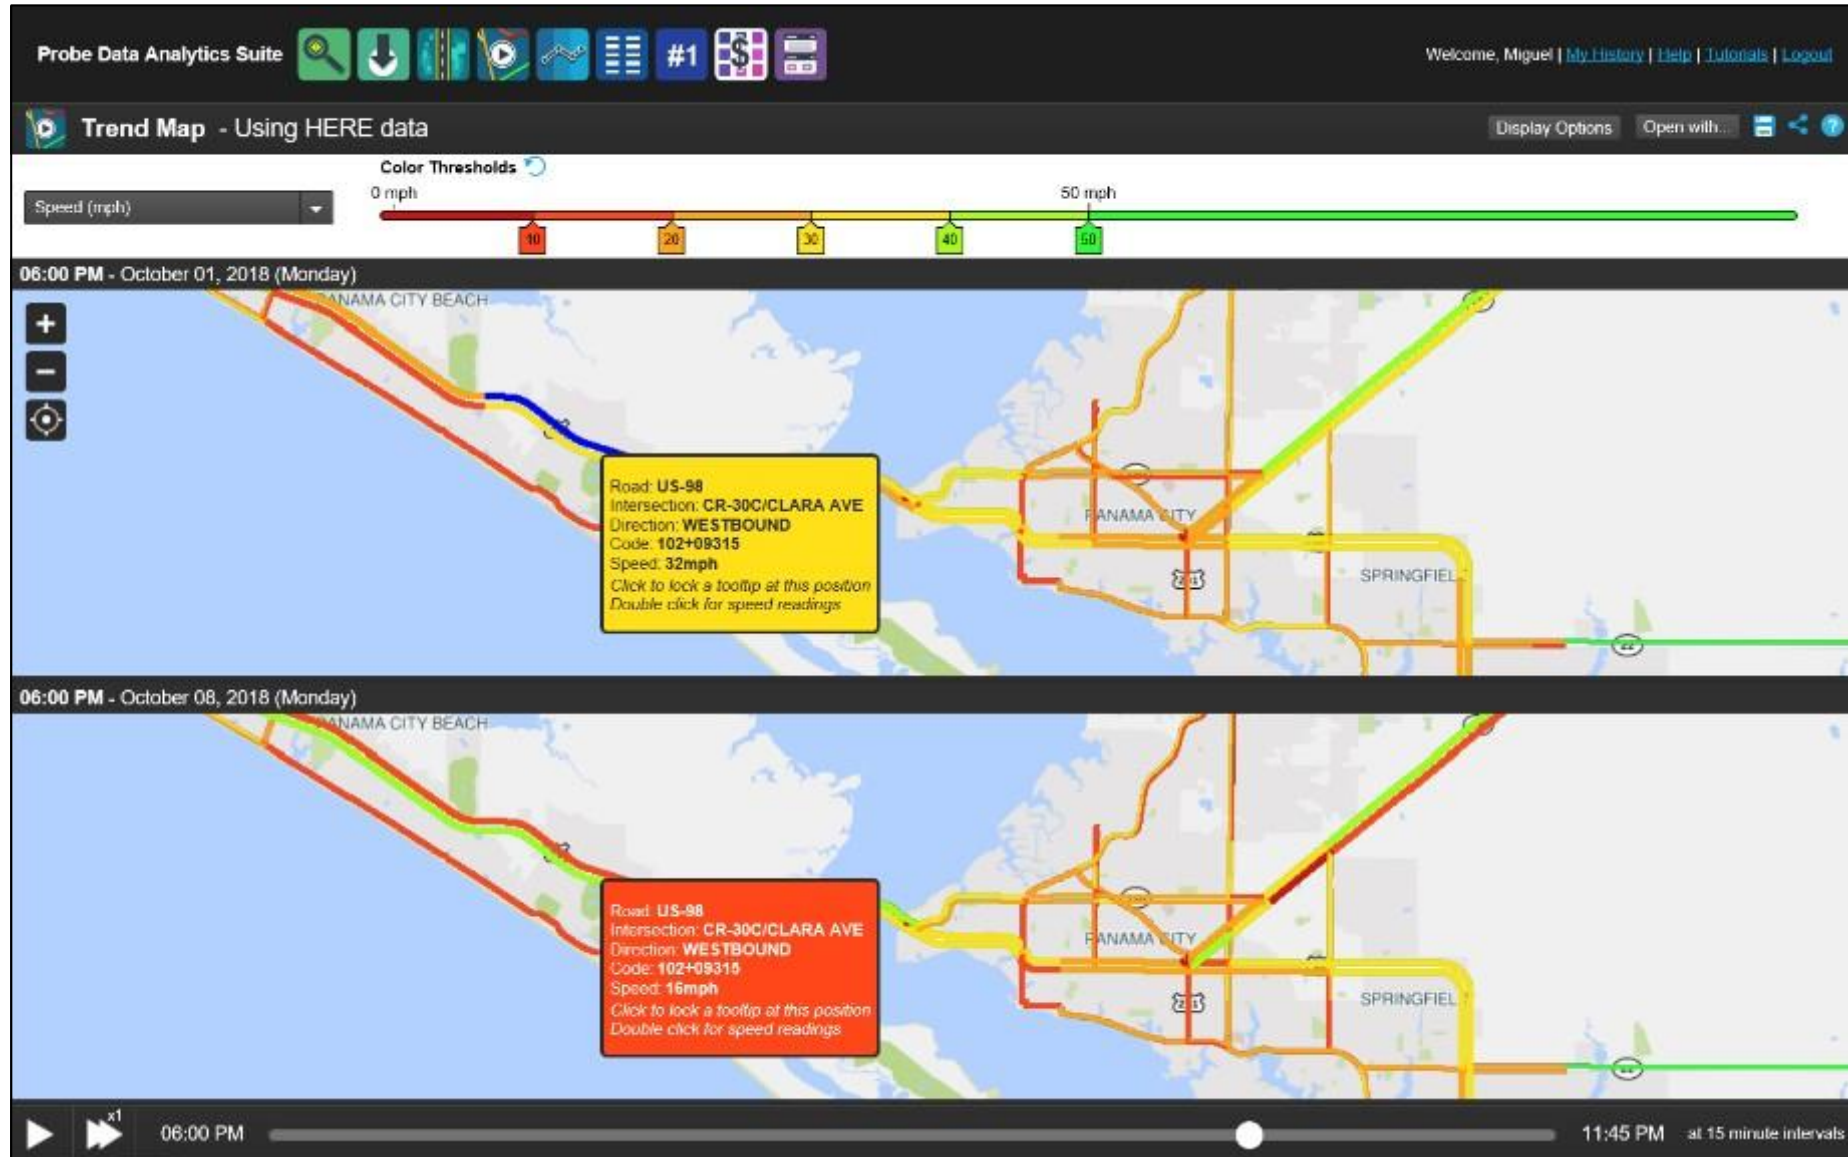 Probe Data Analytics Suite
#1
$
Welcome, Miguel | My History | Help | Tutorials | Logout
Trend Map - Using HERE data
Display Options
Open with...
?
Color Thresholds
Speed (mph)
0 mph
50 mph
10 20 30 40 50
06:00 PM - October 01, 2018 (Monday)
+
−
PANAMA CITY BEACH
Road: US-98
Intersection: CR-30C/CLARA AVE
Direction: WESTBOUND
Code: 102+09315
Speed: 32mph
Click to lock a tooltip at this position
Double click for speed readings
PANAMA CITY
SPRINGFIEL
22
06:00 PM - October 08, 2018 (Monday)
PANAMA CITY BEACH
Road: US-98
Intersection: CR-30C/CLARA AVE
Direction: WESTBOUND
Code: 102+09315
Speed: 16mph
Click to lock a tooltip at this position
Double click for speed readings
PANAMA CITY
SPRINGFIEL
x1
06:00 PM
11:45 PM
at 15 minute intervals